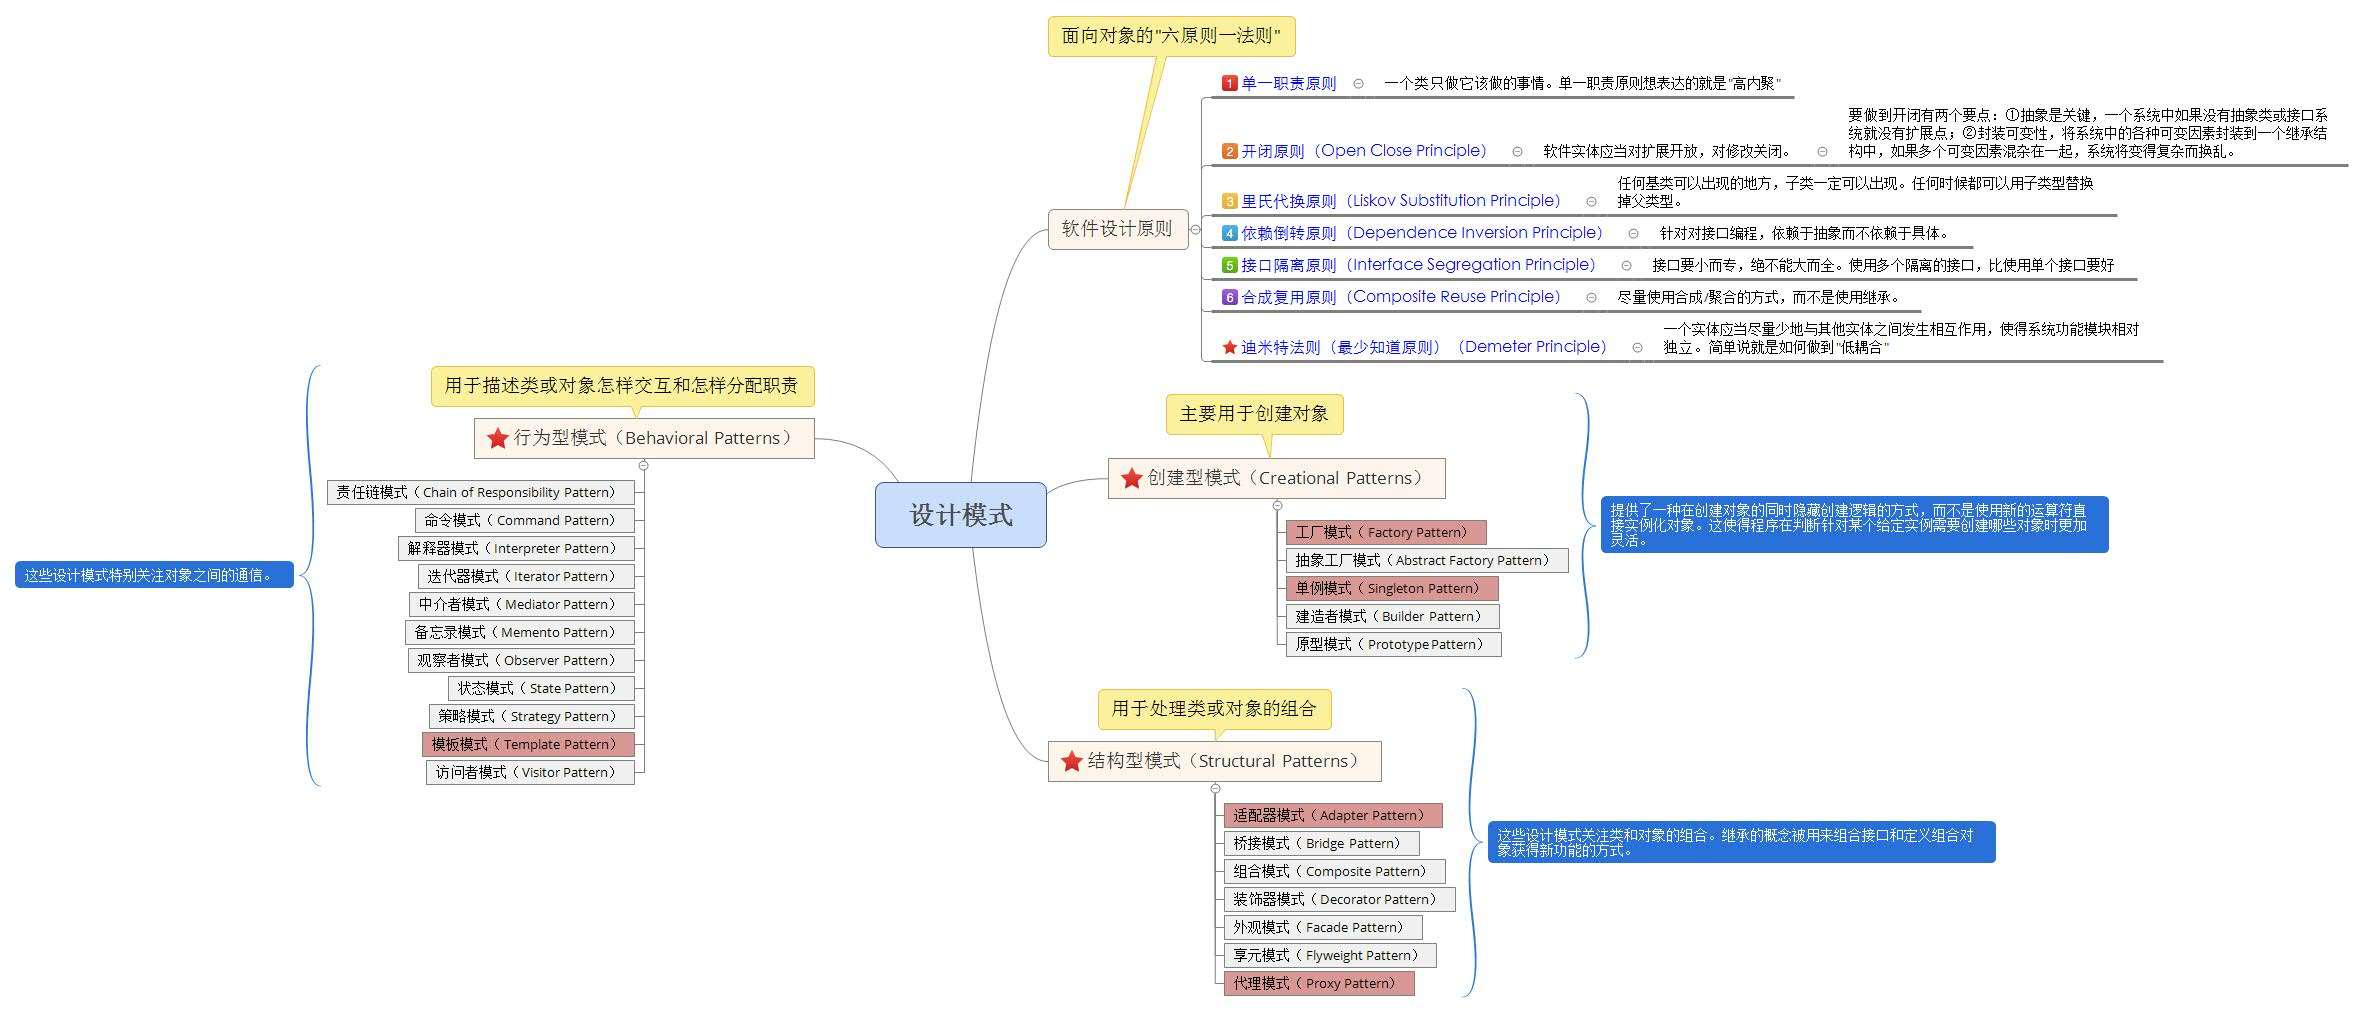 面向对象的"六原则一法则"
1 单一职责原则
一个类只做它该做的事情。单一职责原则想表达的就是"高内聚"
2 开闭原则（Open Close Principle）
软件实体应当对扩展开放，对修改关闭。
要做到开闭有两个要点：①抽象是关键，一个系统中如果没有抽象类或接口系
统就没有扩展点；②封装可变性，将系统中的各种可变因素封装到一个继承结
构中，如果多个可变因素混杂在一起，系统将变得复杂而换乱。
3 里氏代换原则（Liskov Substitution Principle）
任何基类可以出现的地方，子类一定可以出现。任何时候都可以用子类型替换
掉父类型。
软件设计原则
4 依赖倒转原则（Dependence Inversion Principle）
针对对接口编程，依赖于抽象而不依赖于具体。
5 接口隔离原则（Interface Segregation Principle）
接口要小而专，绝不能大而全。使用多个隔离的接口，比使用单个接口要好
6 合成复用原则（Composite Reuse Principle）
尽量使用合成/聚合的方式，而不是使用继承。
迪米特法则（最少知道原则）（Demeter Principle）
一个实体应当尽量少地与其他实体之间发生相互作用，使得系统功能模块相对
独立。简单说就是如何做到"低耦合"
用于描述类或对象怎样交互和怎样分配职责
行为型模式（Behavioral Patterns）
责任链模式（Chain of Responsibility Pattern）
命令模式（Command Pattern）
解释器模式（Interpreter Pattern）
迭代器模式（Iterator Pattern）
中介者模式（Mediator Pattern）
备忘录模式（Memento Pattern）
观察者模式（Observer Pattern）
状态模式（State Pattern）
策略模式（Strategy Pattern）
模板模式（Template Pattern）
访问者模式（Visitor Pattern）
这些设计模式特别关注对象之间的通信。
设计模式
主要用于创建对象
创建型模式（Creational Patterns）
工厂模式（Factory Pattern）
抽象工厂模式（Abstract Factory Pattern）
单例模式（Singleton Pattern）
建造者模式（Builder Pattern）
原型模式（Prototype Pattern）
提供了一种在创建对象的同时隐藏创建逻辑的方式，而不是使用新的运算符直
接实例化对象。这使得程序在判断针对某个给定实例需要创建哪些对象时更加
灵活。
用于处理类或对象的组合
结构型模式（Structural Patterns）
适配器模式（Adapter Pattern）
桥接模式（Bridge Pattern）
组合模式（Composite Pattern）
装饰器模式（Decorator Pattern）
外观模式（Facade Pattern）
享元模式（Flyweight Pattern）
代理模式（Proxy Pattern）
这些设计模式关注类和对象的组合。继承的概念被用来组合接口和定义组合对
象获得新功能的方式。